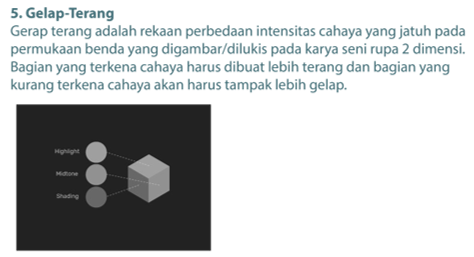 5. Gelap-Terang
Gerap terang adalah rekaan perbedaan intensitas cahaya yang jatuh pada
permukaan benda yang digambar/dilukis pada karya seni rupa 2 dimensi.
Bagian yang terkena cahaya harus dibuat lebih terang dan bagian yang
kurang terkena cahaya akan harus tampak lebih gelap.
Highlight
Midtone
Shading